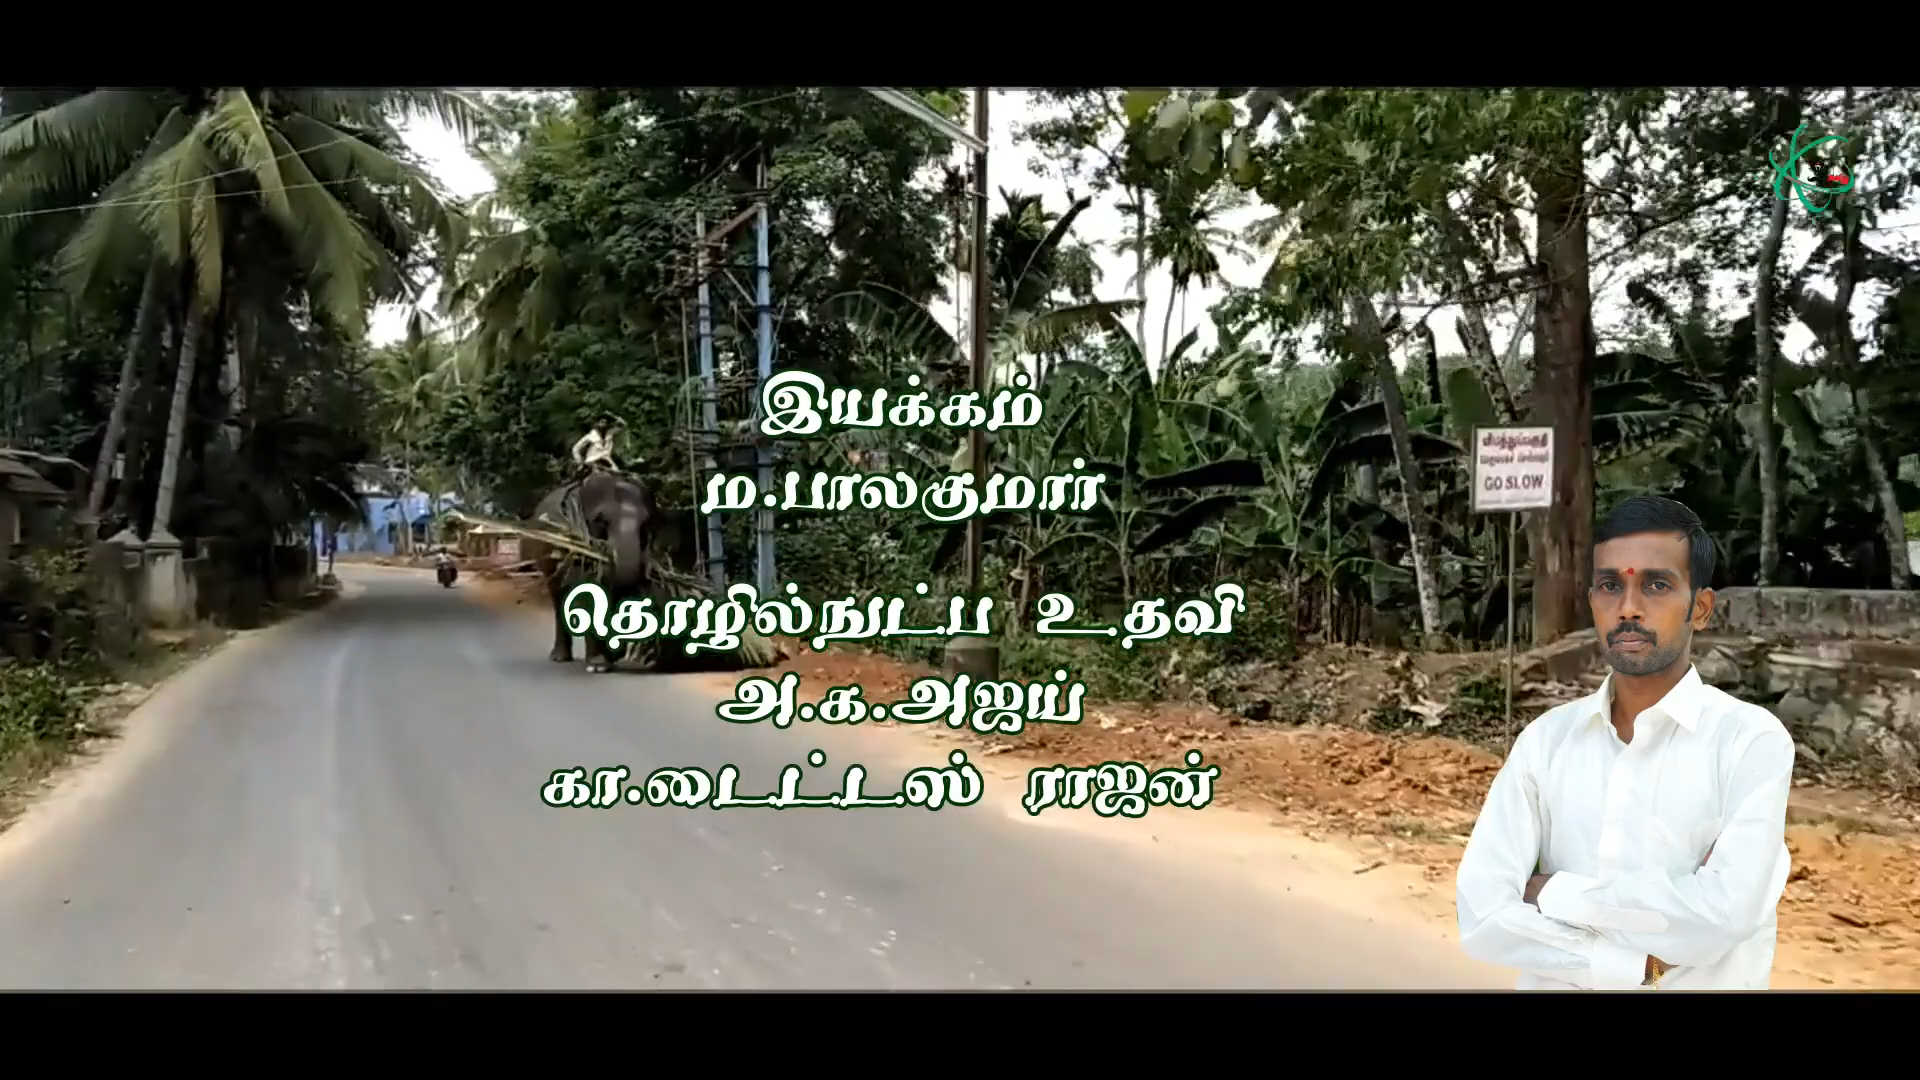 இயக்கம்
ம.பாலகுமார்
தொழில்நுட்ப உதவி
அ.க.அஜய்
கா.டைட்டஸ் ராஜன்
GO SLOW